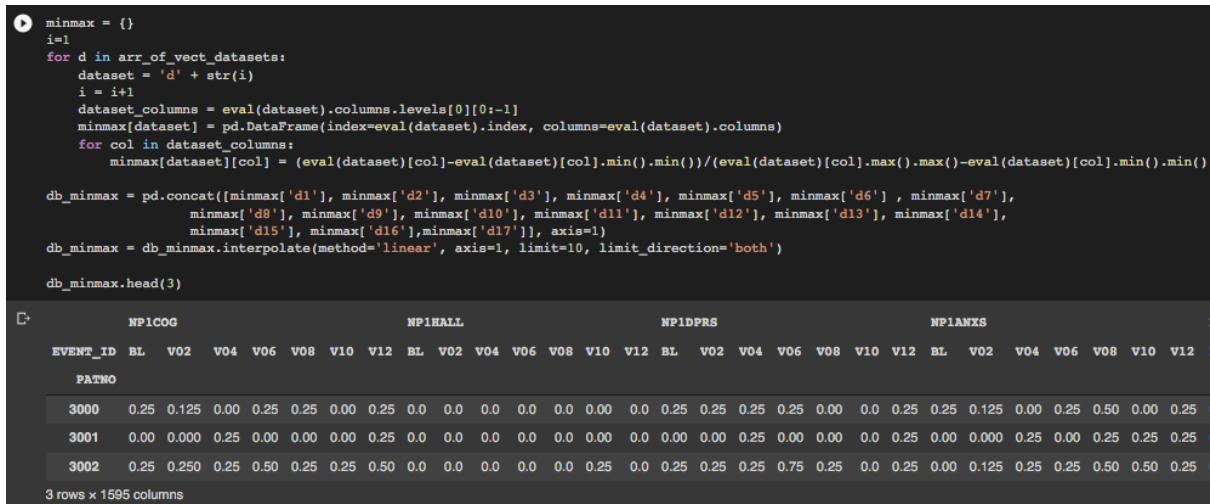 minmax = {}
i=1
for d in arr_of_vect_datasets:
    dataset = 'd' + str(i)
    i = i+1
    dataset_columns = eval(dataset).columns.levels[0][0:-1]
    minmax[dataset] = pd.DataFrame(index=eval(dataset).index, columns=eval(dataset).columns)
    for col in dataset_columns:
        minmax[dataset][col] = (eval(dataset)[col]-eval(dataset)[col].min().min())/(eval(dataset)[col].max().max()-eval(dataset)[col].min().min()
db_minmax = pd.concat([minmax['d1'], minmax['d2'], minmax['d3'], minmax['d4'], minmax['d5'], minmax['d6'] , minmax['d7'],
                minmax['d8'], minmax['d9'], minmax['d10'], minmax['d11'], minmax['d12'], minmax['d13'], minmax['d14'],
                minmax['d15'], minmax['d16'],minmax['d17']], axis=1)
db_minmax = db_minmax.interpolate(method='linear', axis=1, limit=10, limit_direction='both')
db_minmax.head(3)
NP1COG NP1HALL NP1DPRS NP1ANXS
EVENT_ID BL V02 V04 V06 V08 V10 V12 BL V02 V04 V06 V08 V10 V12 BL V02 V04 V06 V08 V10 V12 BL V02 V04 V06 V08 V10 V12
PATNO
3000 0.25 0.125 0.00 0.25 0.25 0.00 0.25 0.0 0.0 0.0 0.0 0.0 0.00 0.0 0.25 0.25 0.25 0.25 0.00 0.0 0.25 0.25 0.125 0.00 0.25 0.50 0.00 0.25
3001 0.00 0.000 0.25 0.00 0.00 0.00 0.25 0.0 0.0 0.0 0.0 0.0 0.00 0.0 0.00 0.00 0.25 0.00 0.00 0.0 0.25 0.00 0.000 0.25 0.00 0.25 0.25 0.25
3002 0.25 0.250 0.25 0.50 0.25 0.25 0.50 0.0 0.0 0.0 0.0 0.0 0.25 0.0 0.25 0.25 0.25 0.75 0.25 0.0 0.25 0.00 0.125 0.25 0.25 0.50 0.50 0.25
3 rows × 1595 columns